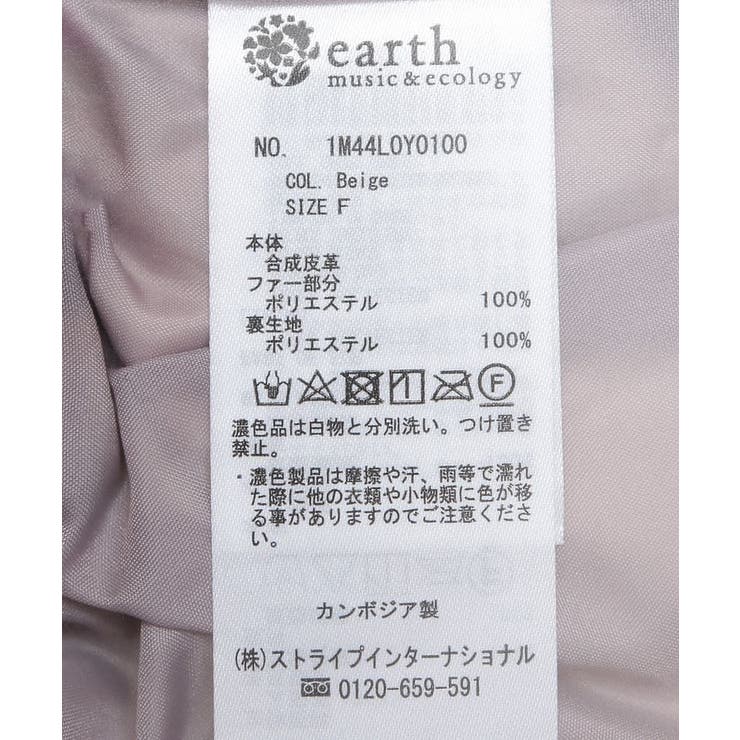 earth
music&ecology
NO. 1M44L0Y0100
COL. Beige
SIZE F
本体
合成皮革
ファー部分
ポリエステル 100%
裏生地
ポリエステル 100%
F
濃色品は白物と分別洗い。つけ置き
禁止。
・濃色製品は摩擦や汗、雨等で濡れ
た際に他の衣類や小物類に色が移
る事がありますのでご注意くださ
い。
カンボジア製
(株)ストライプインターナショナル
0120-659-591